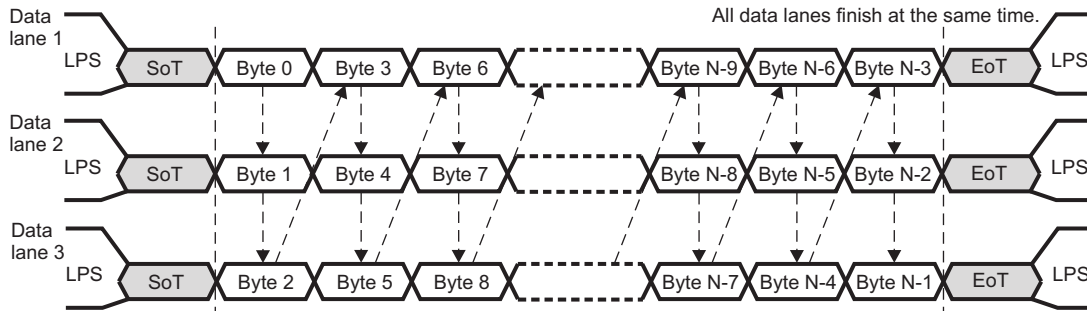 Data
lane 1
All data lanes finish at the same time.
LPS
SoT
Byte 0
Byte 3
Byte 6
Byte N-9
Byte N-6
Byte N-3
EoT
LPS
Data
lane 2
LPS
SoT
Byte 1
Byte 4
Byte 7
Byte N-8
Byte N-5
Byte N-2
EoT
LPS
Data
lane 3
LPS
SoT
Byte 2
Byte 5
Byte 8
Byte N-7
Byte N-4
Byte N-1
EoT
LPS